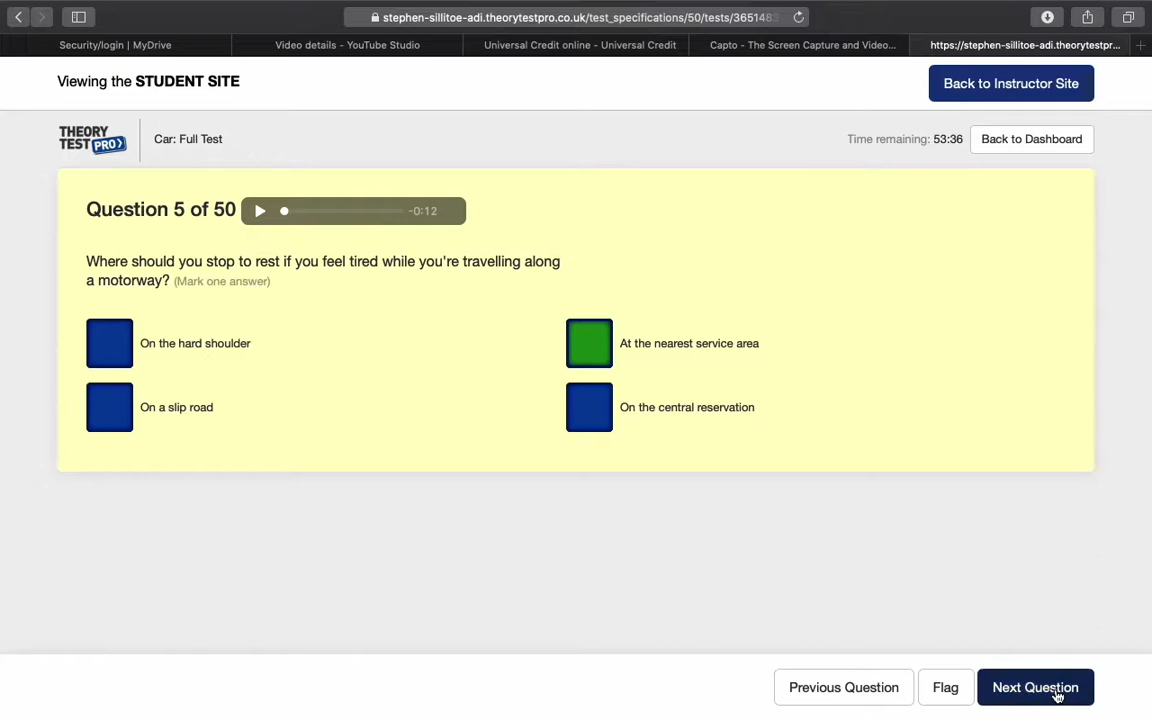 stephen-sillitoe-adi.theorytestpro.co.uk/test_specifications/50/tests/365148
Security/login | MyDrive
Video details - YouTube Studio
Universal Credit online - Universal Credit
Capto - The Screen Capture and Video...
https://stephen-sillitoe-adi.theorytestpr...
Viewing the STUDENT SITE
Back to Instructor Site
THEORY
TEST PRO
Car: Full Test
Time remaining: 53:36
Back to Dashboard
Question 5 of 50
-0:12
Where should you stop to rest if you feel tired while you're travelling along
a motorway? (Mark one answer)
On the hard shoulder
At the nearest service area
On a slip road
On the central reservation
Previous Question
Flag
Next Question